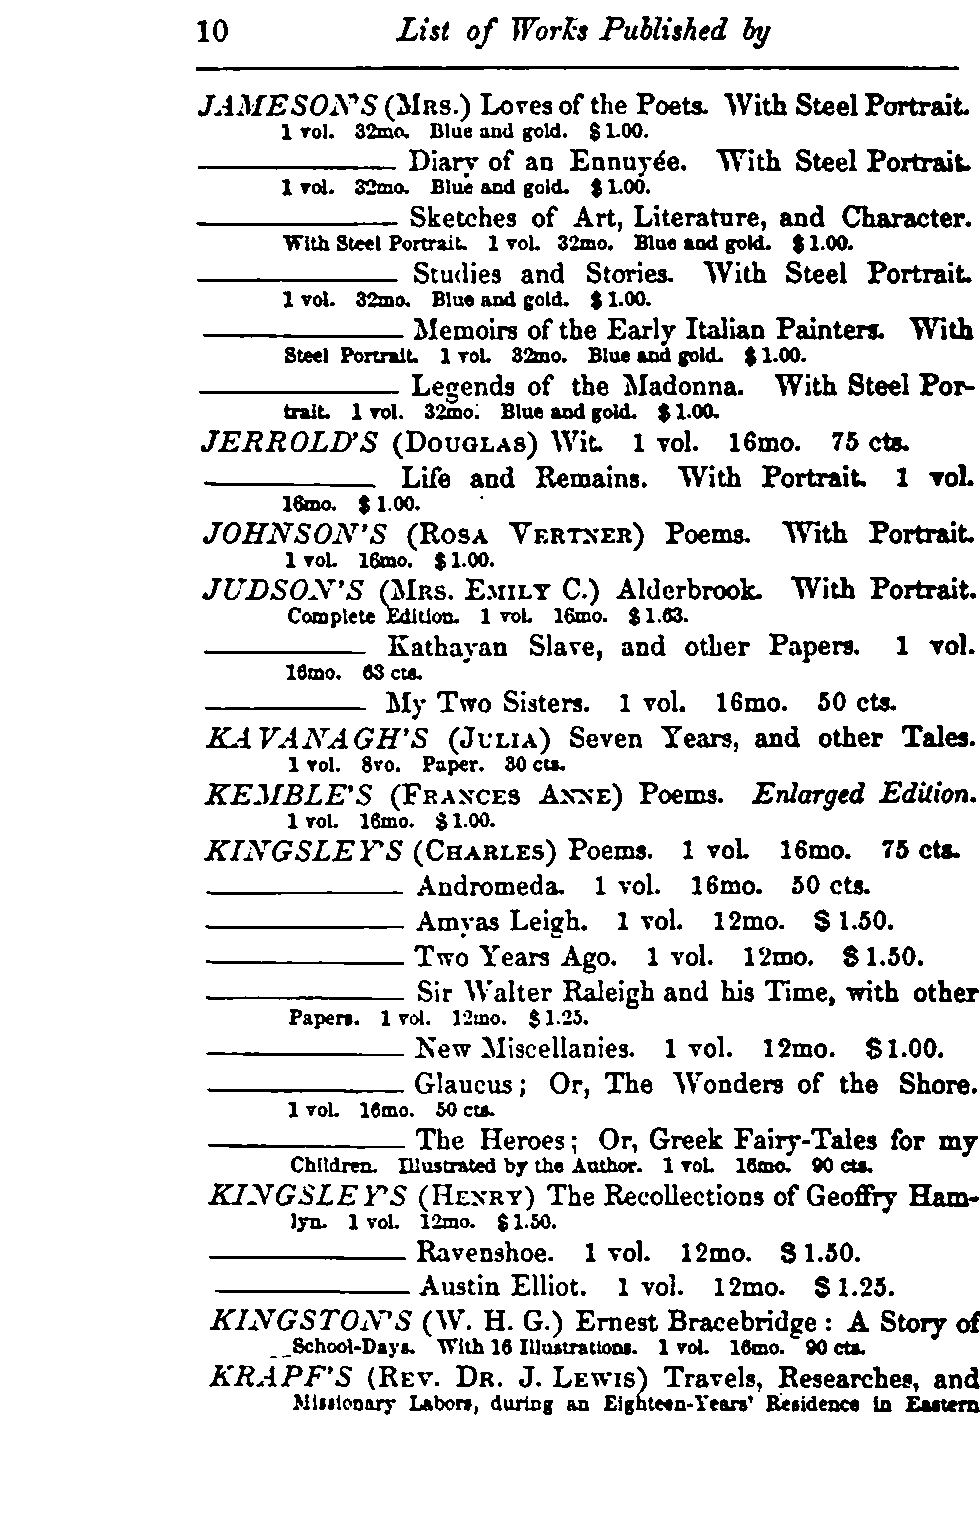 10 List of Works Published by
JAMESON'S (MRS.) Loves of the Poets. With Steel Portrait.
1 vol. 32mo. Blue and gold. $1.00.
——— Diary of an Ennuyée. With Steel Portrait.
1 vol. 32mo. Blue and gold. $1.00.
——— Sketches of Art, Literature, and Character.
With Steel Portrait. 1 vol. 32mo. Blue and gold. $1.00.
——— Studies and Stories. With Steel Portrait.
1 vol. 32mo. Blue and gold. $1.00.
——— Memoirs of the Early Italian Painters. With
Steel Portrait. 1 vol. 32mo. Blue and gold. $1.00.
——— Legends of the Madonna. With Steel Por-
trait. 1 vol. 32mo. Blue and gold. $1.00.
JERROLD'S (DOUGLAS) Wit. 1 vol. 16mo. 75 cts.
——— Life and Remains. With Portrait. 1 vol.
16mo. $1.00.
JOHNSON'S (ROSA VERTNER) Poems. With Portrait.
1 vol. 16mo. $1.00.
JUDSON'S (MRS. EMILY C.) Alderbrook. With Portrait.
Complete Edition. 1 vol. 16mo. $1.63.
——— Kathayan Slave, and other Papers. 1 vol.
16mo. 63 cts.
——— My Two Sisters. 1 vol. 16mo. 50 cts.
KAVANAGH'S (JULIA) Seven Years, and other Tales.
1 vol. 8vo. Paper. 30 cts.
KEMBLE'S (FRANCES ANNE) Poems. Enlarged Edition.
1 vol. 16mo. $1.00.
KINGSLEY'S (CHARLES) Poems. 1 vol. 16mo. 75 cts.
——— Andromeda. 1 vol. 16mo. 50 cts.
——— Amyas Leigh. 1 vol. 12mo. $1.50.
——— Two Years Ago. 1 vol. 12mo. $1.50.
——— Sir Walter Raleigh and his Time, with other
Papers. 1 vol. 12mo. $1.25.
——— New Miscellanies. 1 vol. 12mo. $1.00.
——— Glaucus; Or, The Wonders of the Shore.
1 vol. 16mo. 50 cts.
——— The Heroes; Or, Greek Fairy-Tales for my
Children. Illustrated by the Author. 1 vol. 16mo. 90 cts.
KINGSLEY'S (HENRY) The Recollections of Geoffry Ham-
lyn. 1 vol. 12mo. $1.50.
——— Ravenshoe. 1 vol. 12mo. $1.50.
——— Austin Elliot. 1 vol. 12mo. $1.25.
KINGSTON'S (W. H. G.) Ernest Bracebridge: A Story of
School-Days. With 16 Illustrations. 1 vol. 16mo. 90 cts.
KRAPF'S (REV. DR. J. LEWIS) Travels, Researches, and
Missionary Labors, during an Eighteen-Years' Residence in Eastern